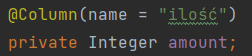 @Column(name = "ilość")
private Integer amount;